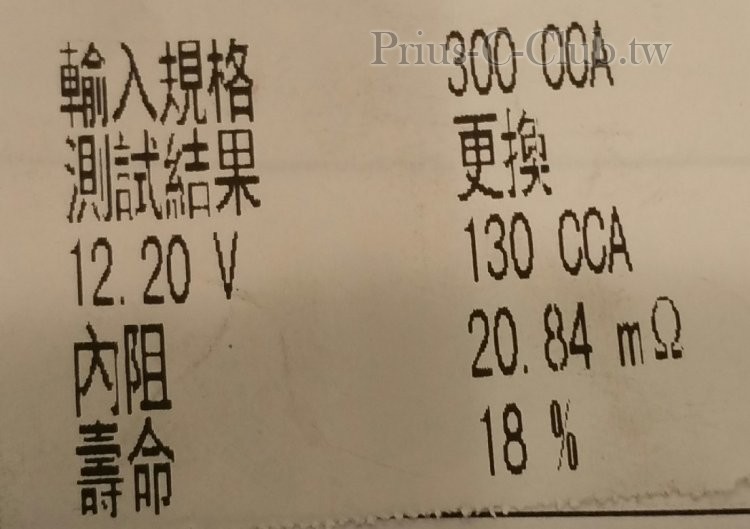 Prius-C-Club.tw
輸入規格 300 CCA
測試結果 更換
12.20 V 130 CCA
內阻 20.84 mΩ
壽命 18 %